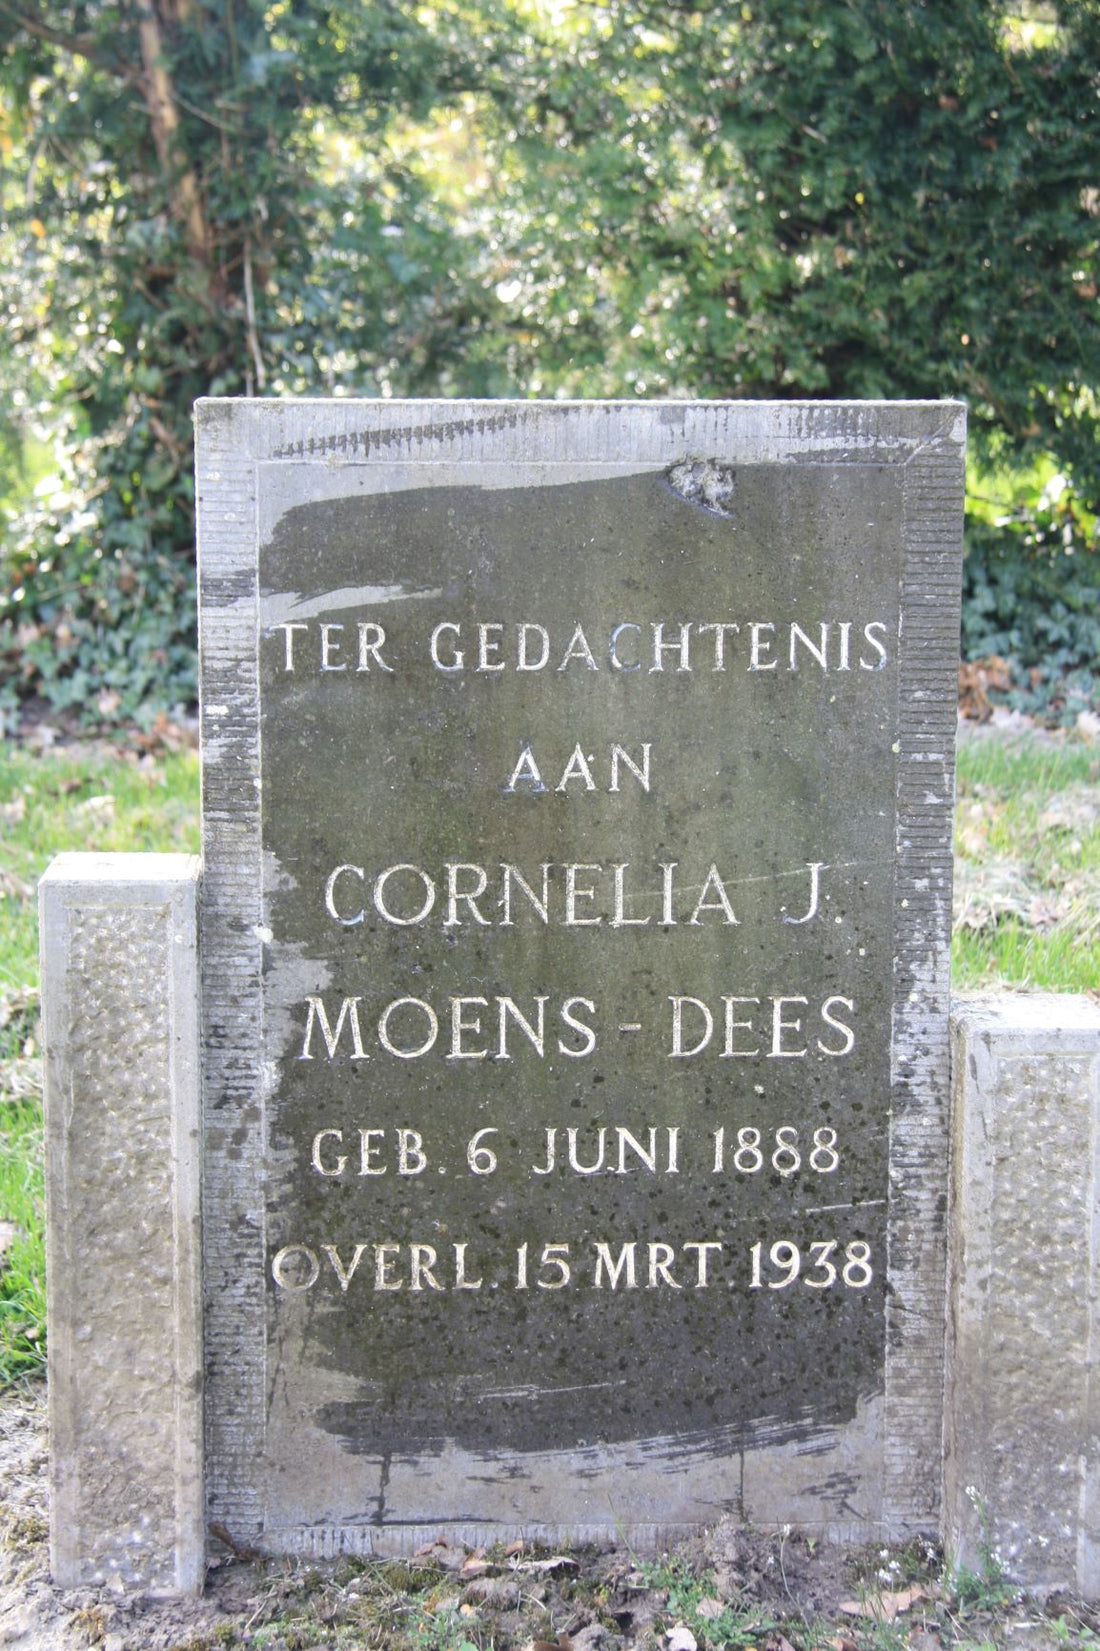 TER GEDACHTENIS
AAN
CORNELIA J.
MOENS - DEES
GEB. 6 JUNI 1888
OVERL. 15 MRT. 1938